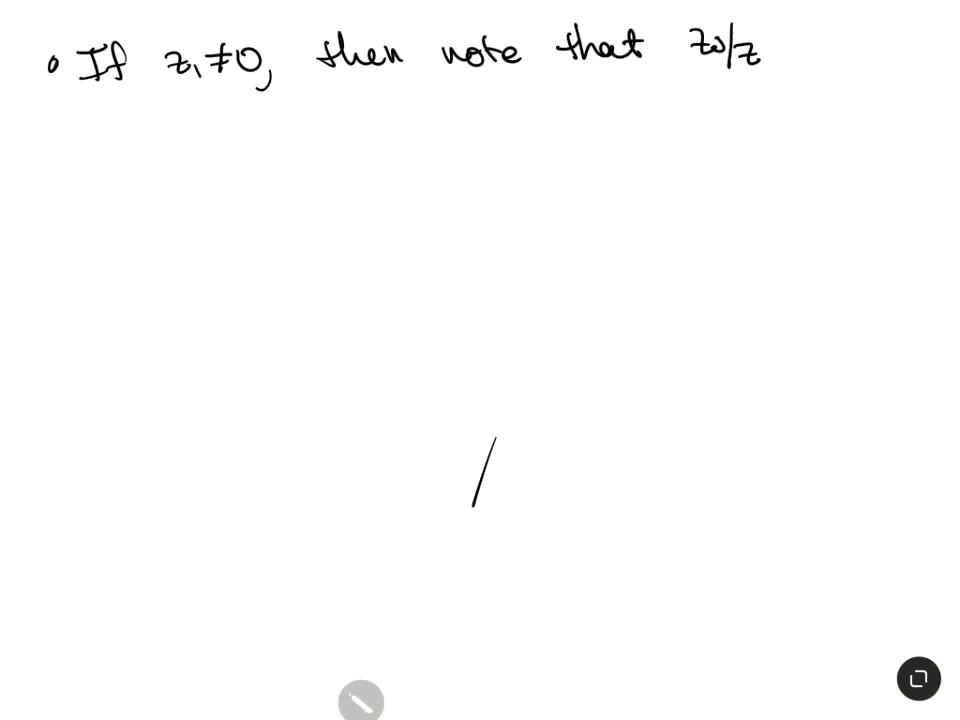 • If z₁≠0, then note that z₀/z